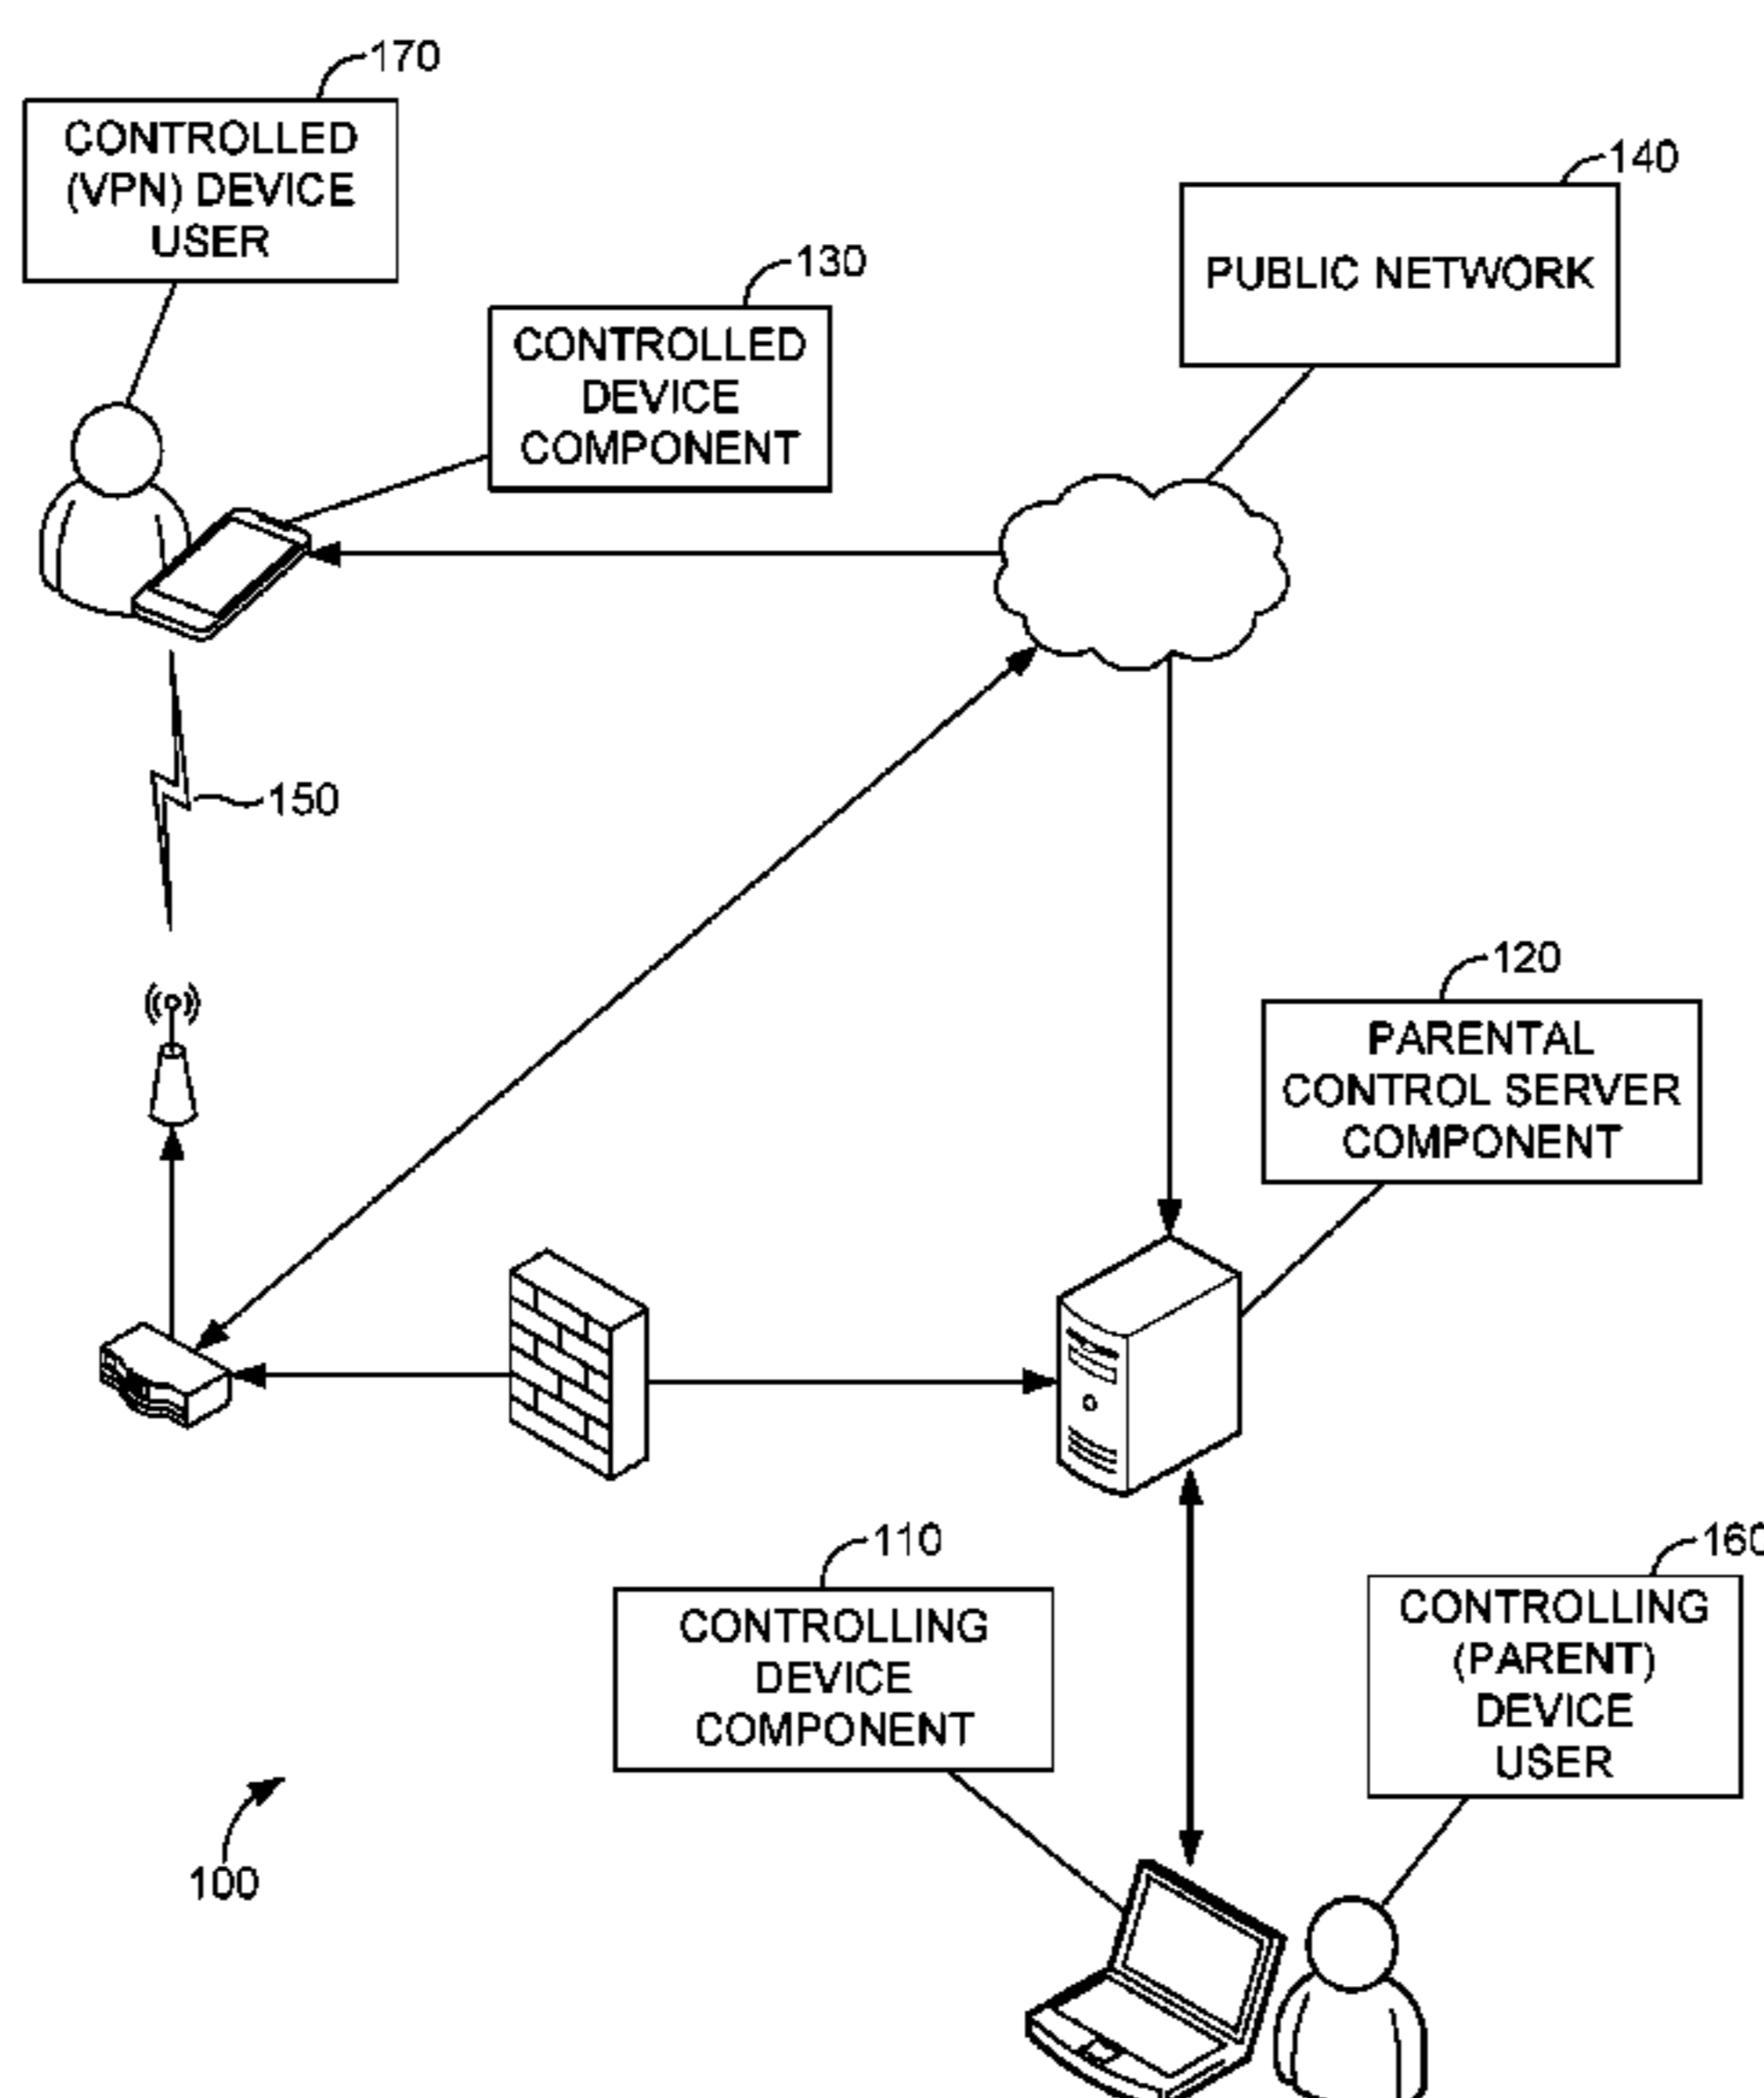 170
CONTROLLED
(VPN) DEVICE
USER
140
PUBLIC NETWORK
130
CONTROLLED
DEVICE
COMPONENT
150
120
PARENTAL
CONTROL SERVER
COMPONENT
110
CONTROLLING
DEVICE
COMPONENT
160
CONTROLLING
(PARENT)
DEVICE
USER
100